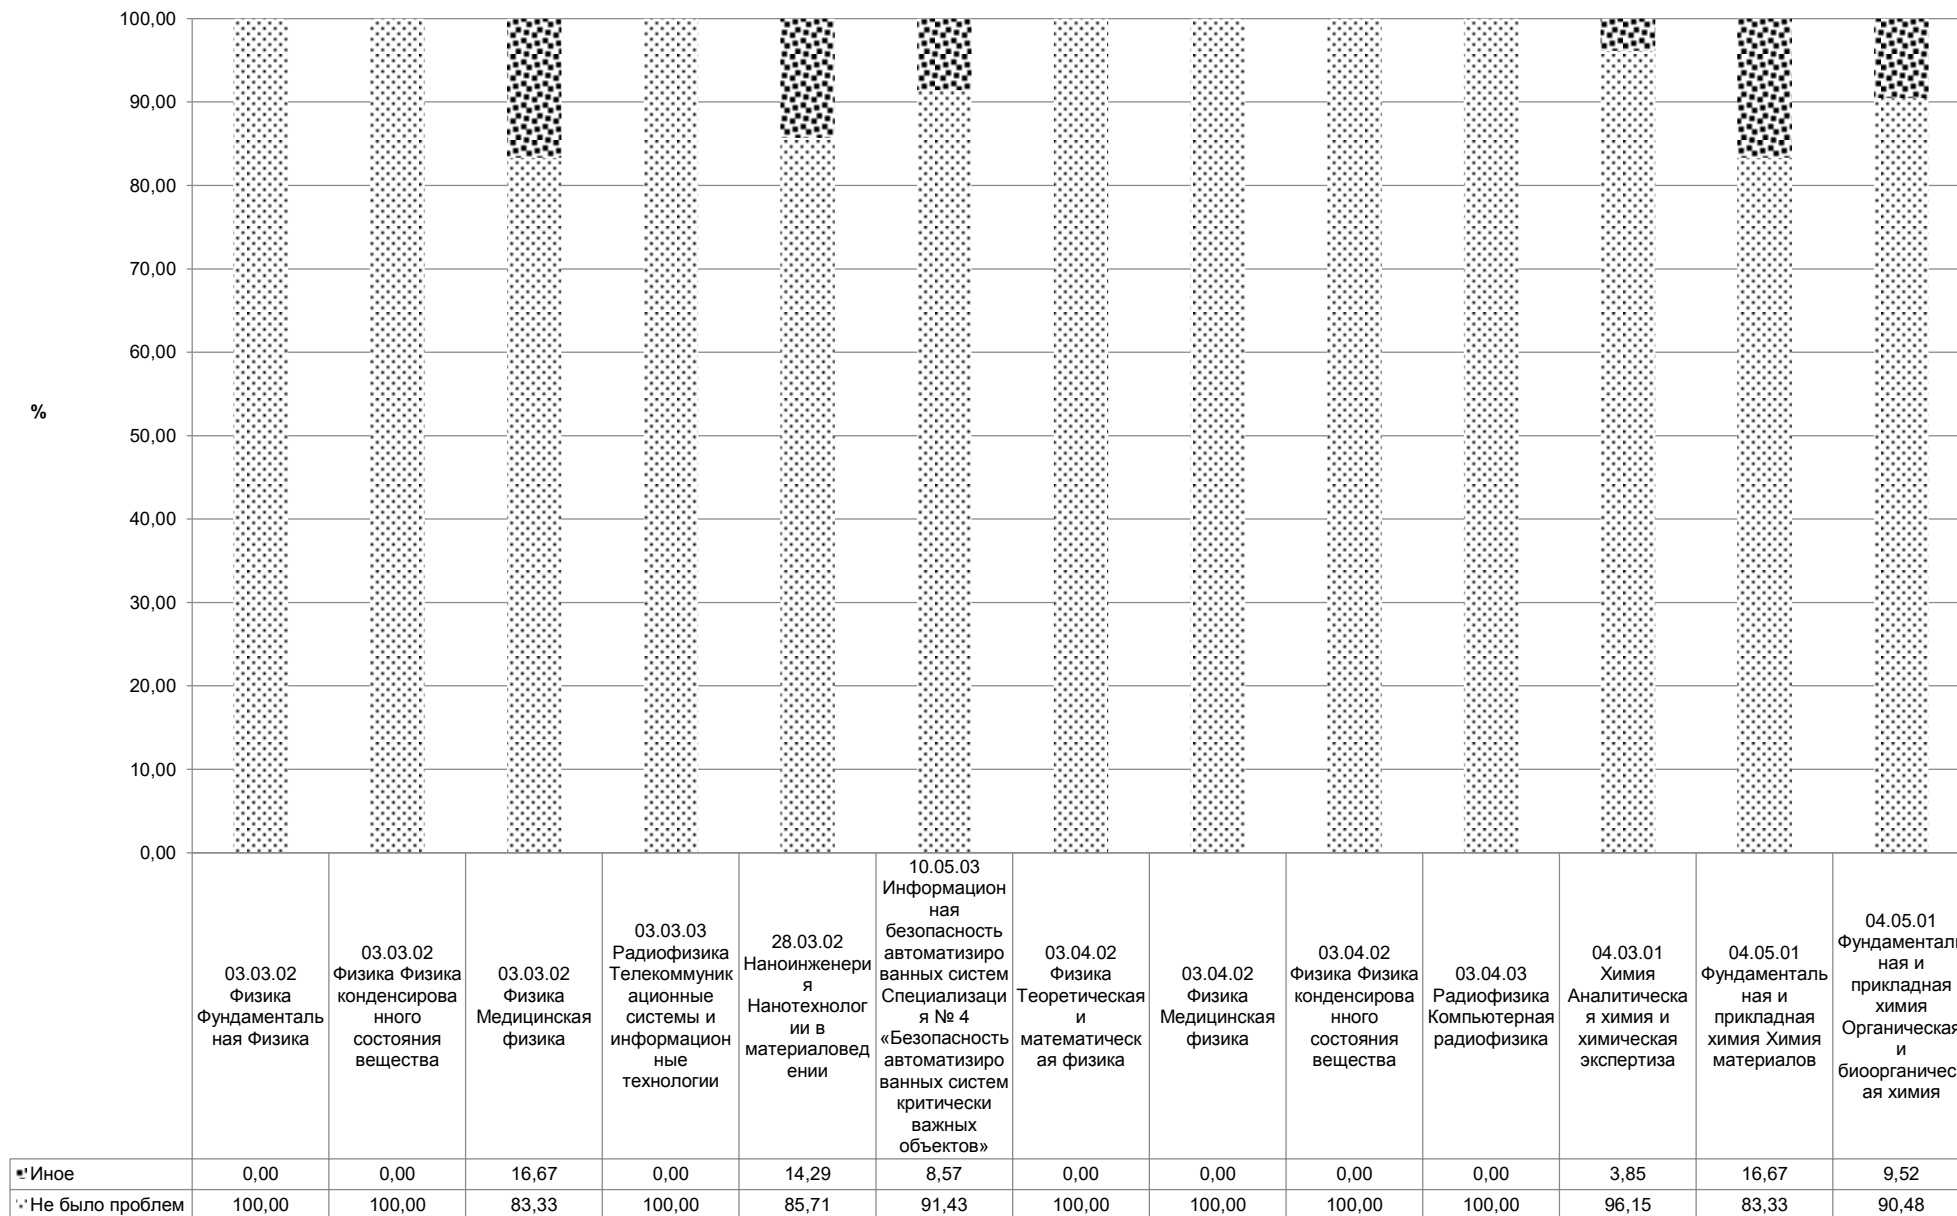 100,00
90,00
80,00
70,00
60,00
%
50,00
40,00
30,00
20,00
10,00
0,00
03.03.02
Физика
Фундаменталь
ная Физика
03.03.02
Физика Физика
конденсирова
нного
состояния
вещества
03.03.02
Физика
Медицинская
физика
03.03.03
Радиофизика
Телекоммуник
ационные
системы и
информацион
ные
технологии
28.03.02
Наноинженери
я
Нанотехнолог
ии в
материаловед
ении
10.05.03
Информацион
ная
безопасность
автоматизиро
ванных систем
Специализаци
я № 4
«Безопасность
автоматизиро
ванных систем
критически
важных
объектов»
03.04.02
Физика
Теоретическая
и
математическ
ая физика
03.04.02
Физика
Медицинская
физика
03.04.02
Физика Физика
конденсирова
нного
состояния
вещества
03.04.03
Радиофизика
Компьютерная
радиофизика
04.03.01
Химия
Аналитическа
я химия и
химическая
экспертиза
04.05.01
Фундаменталь
ная и
прикладная
химия Химия
материалов
04.05.01
Фундаменталь
ная и
прикладная
химия
Органическая
и
биоорганическ
ая химия
Иное 0,00 0,00 16,67 0,00 14,29 8,57 0,00 0,00 0,00 0,00 3,85 16,67 9,52
Не было проблем 100,00 100,00 83,33 100,00 85,71 91,43 100,00 100,00 100,00 100,00 96,15 83,33 90,48